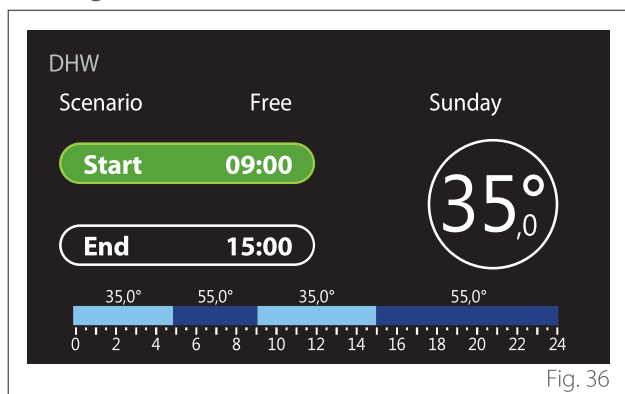 DHW
Scenario Free Sunday
Start 09:00
35,0°
End 15:00
35,0° 55,0° 35,0° 55,0°
0 2 4 6 8 10 12 14 16 18 20 22 24
Fig. 36